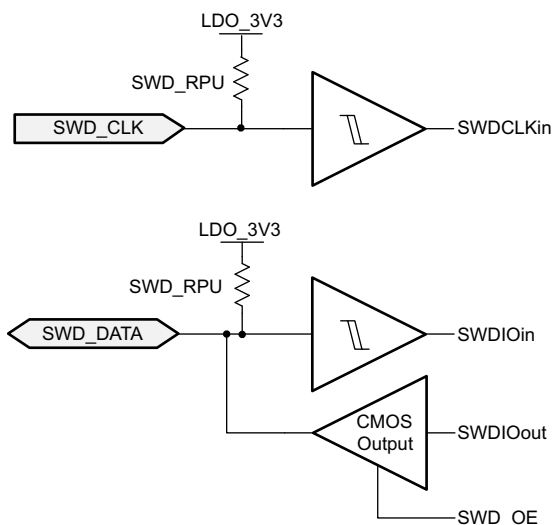 LDO_3V3
SWD_RPU
SWD_CLK
SWDCLKin
LDO_3V3
SWD_RPU
SWD_DATA
SWDIOin
CMOS
Output
SWDIOout
SWD_OE